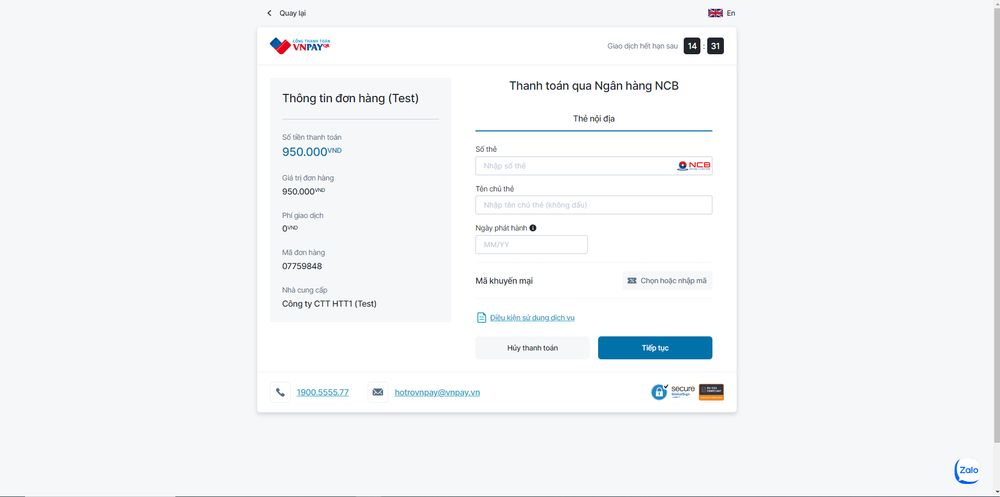 Quay lại
En
CỔNG THANH TOÁN
VNPAYQR
Giao dịch hết hạn sau 14 : 31
Thông tin đơn hàng (Test)
Số tiền thanh toán
950.000VND
Giá trị đơn hàng
950.000VND
Phí giao dịch
0VND
Mã đơn hàng
07759848
Nhà cung cấp
Công ty CTT HTT1 (Test)
Thanh toán qua Ngân hàng NCB
Thẻ nội địa
Số thẻ
Nhập số thẻ
NCB
Tên chủ thẻ
Nhập tên chủ thẻ (không dấu)
Ngày phát hành
MM/YY
Mã khuyến mại
Chọn hoặc nhập mã
Điều kiện sử dụng dịch vụ
Hủy thanh toán
Tiếp tục
1900.5555.77
hotrovnpay@vnpay.vn
secure
GlobalSign
PCI DSS
COMPLIANT
Zalo